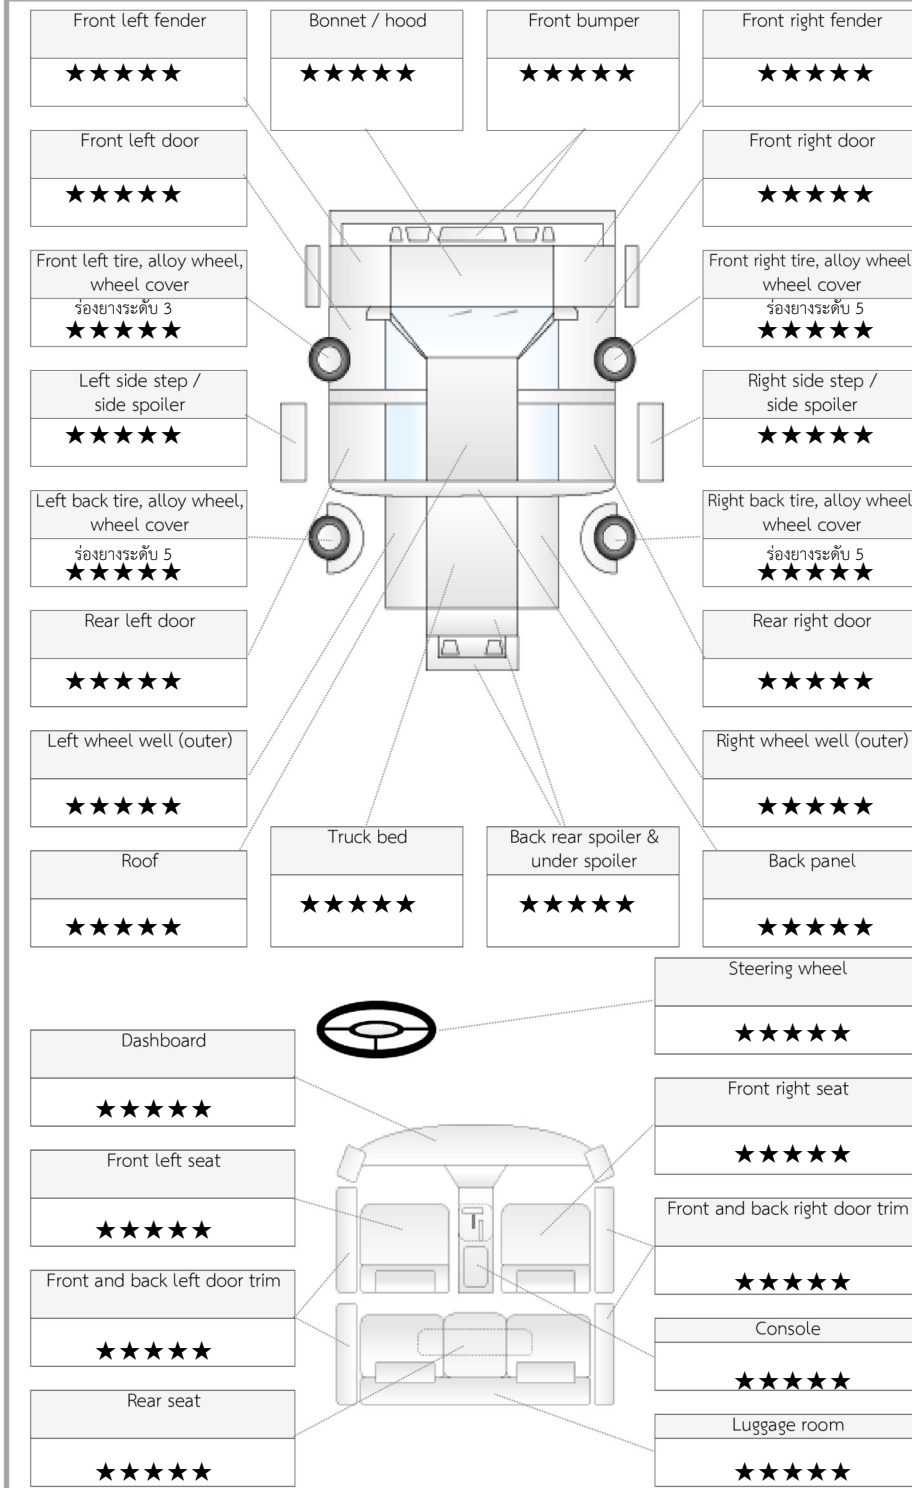 Front left fender
★★★★★
Bonnet / hood
★★★★★
Front bumper
★★★★★
Front right fender
★★★★★
Front left door
★★★★★
Front right door
★★★★★
Front left tire, alloy wheel,
wheel cover
ร่องยางระดับ 3
★★★★★
Front right tire, alloy wheel
wheel cover
ร่องยางระดับ 5
★★★★★
Left side step /
side spoiler
★★★★★
Right side step /
side spoiler
★★★★★
Left back tire, alloy wheel,
wheel cover
ร่องยางระดับ 5
★★★★★
Right back tire, alloy wheel
wheel cover
ร่องยางระดับ 5
★★★★★
Rear left door
★★★★★
Rear right door
★★★★★
Left wheel well (outer)
★★★★★
Right wheel well (outer)
★★★★★
Roof
★★★★★
Truck bed
★★★★★
Back rear spoiler &
under spoiler
★★★★★
Back panel
★★★★★
Steering wheel
★★★★★
Dashboard
★★★★★
Front right seat
★★★★★
Front left seat
★★★★★
Front and back right door trim
★★★★★
Front and back left door trim
★★★★★
Console
★★★★★
Rear seat
★★★★★
Luggage room
★★★★★